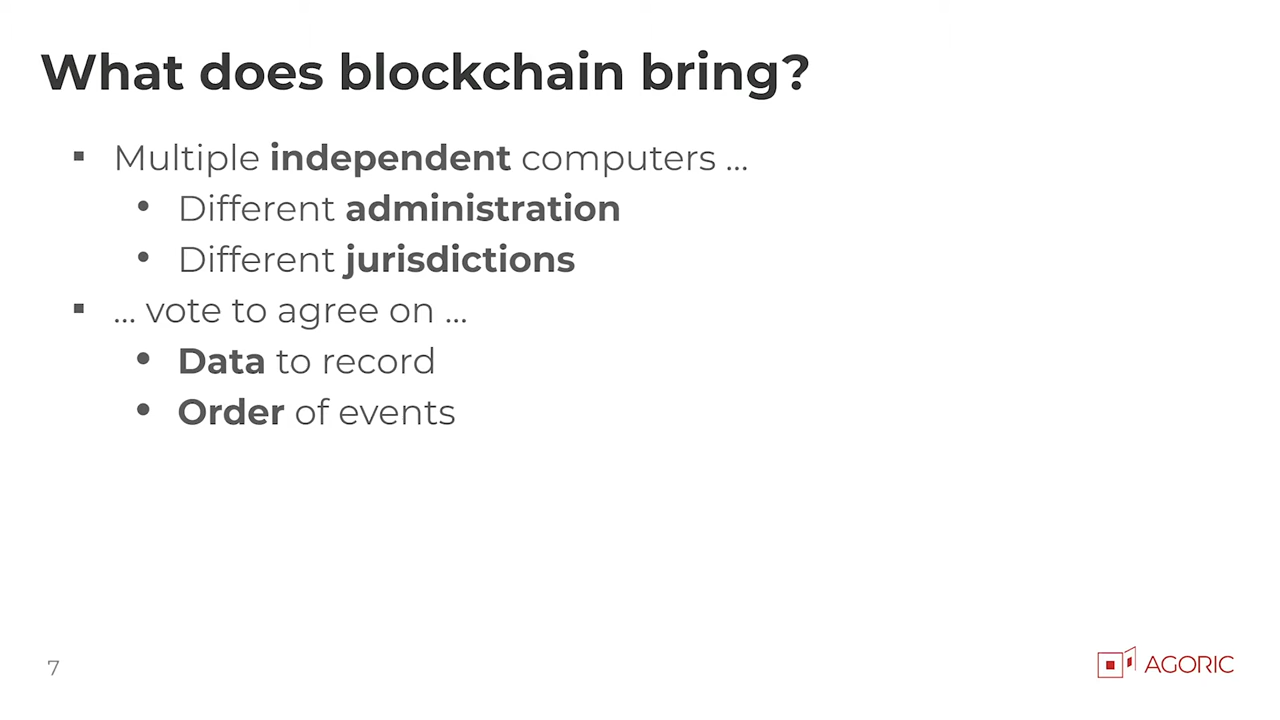 What does blockchain bring?
▪ Multiple independent computers …
• Different administration
• Different jurisdictions
▪ … vote to agree on …
• Data to record
• Order of events
7
AGORIC